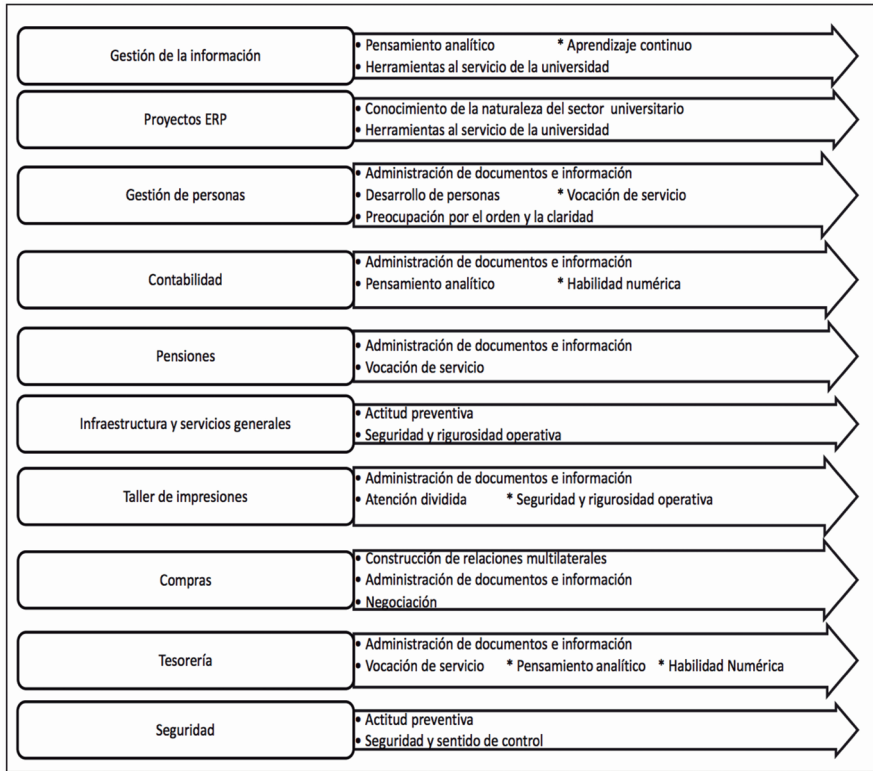 Gestión de la información
• Pensamiento analítico * Aprendizaje continuo
• Herramientas al servicio de la universidad
Proyectos ERP
• Conocimiento de la naturaleza del sector universitario
• Herramientas al servicio de la universidad
Gestión de personas
• Administración de documentos e información
• Desarrollo de personas * Vocación de servicio
• Preocupación por el orden y la claridad
Contabilidad
• Administración de documentos e información
• Pensamiento analítico * Habilidad numérica
Pensiones
• Administración de documentos e información
• Vocación de servicio
Infraestructura y servicios generales
• Actitud preventiva
• Seguridad y rigurosidad operativa
Taller de impresiones
• Administración de documentos e información
• Atención dividida * Seguridad y rigurosidad operativa
Compras
• Construcción de relaciones multilaterales
• Administración de documentos e información
• Negociación
Tesorería
• Administración de documentos e información
• Vocación de servicio * Pensamiento analítico * Habilidad Numérica
Seguridad
• Actitud preventiva
• Seguridad y sentido de control